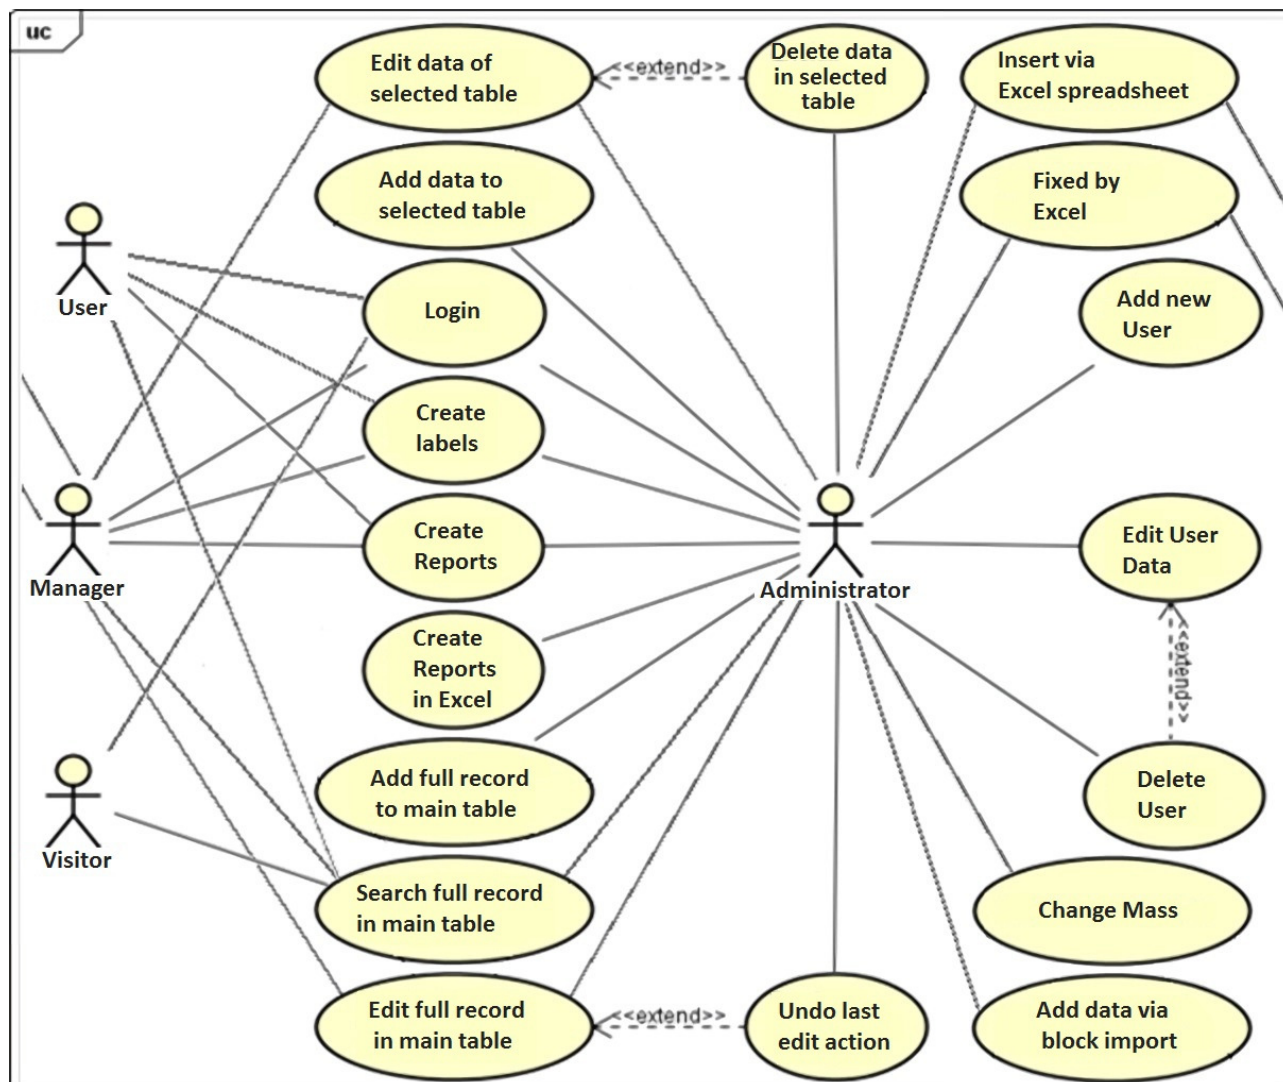 uc
Edit data of
selected table
<<extend>>
Delete data
in selected
table
Insert via
Excel spreadsheet
Add data to
selected table
Fixed by
Excel
User
Login
Add new
User
Create
labels
Manager
Create
Reports
Administrator
Edit User
Data
<<extend>>
Create
Reports
in Excel
Visitor
Add full record
to main table
Delete
User
Search full record
in main table
Change Mass
Edit full record
in main table
<<extend>>
Undo last
edit action
Add data via
block import